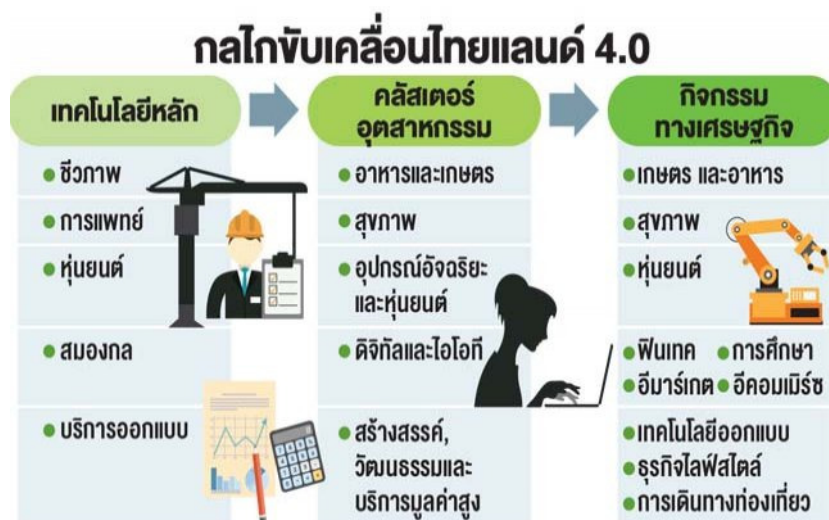 กลไกขับเคลื่อนไทยแลนด์ 4.0
เทคโนโลยีหลัก
คลัสเตอร์
อุตสาหกรรม
กิจกรรม
ทางเศรษฐกิจ
ชีวภาพ
อาหารและเกษตร
เกษตร และอาหาร
การแพทย์
สุขภาพ
สุขภาพ
หุ่นยนต์
อุปกรณ์อัจฉริยะ
และหุ่นยนต์
หุ่นยนต์
สมองกล
ดิจิทัลและไอโอที
ฟินเทค
การศึกษา
อีมาร์เกต
อีคอมเมิร์ซ
บริการออกแบบ
สร้างสรรค์,
วัฒนธรรมและ
บริการมูลค่าสูง
เทคโนโลยีออกแบบ
ธุรกิจไลฟ์สไตล์
การเดินทางท่องเที่ยว